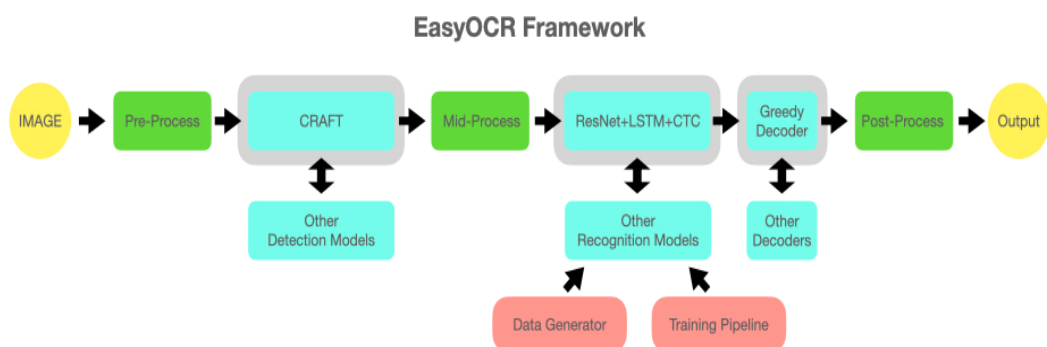 EasyOCR Framework
IMAGE
Pre-Process
CRAFT
Mid-Process
ResNet+LSTM+CTC
Greedy
Decoder
Post-Process
Output
Other
Detection Models
Other
Recognition Models
Other
Decoders
Data Generator
Training Pipeline